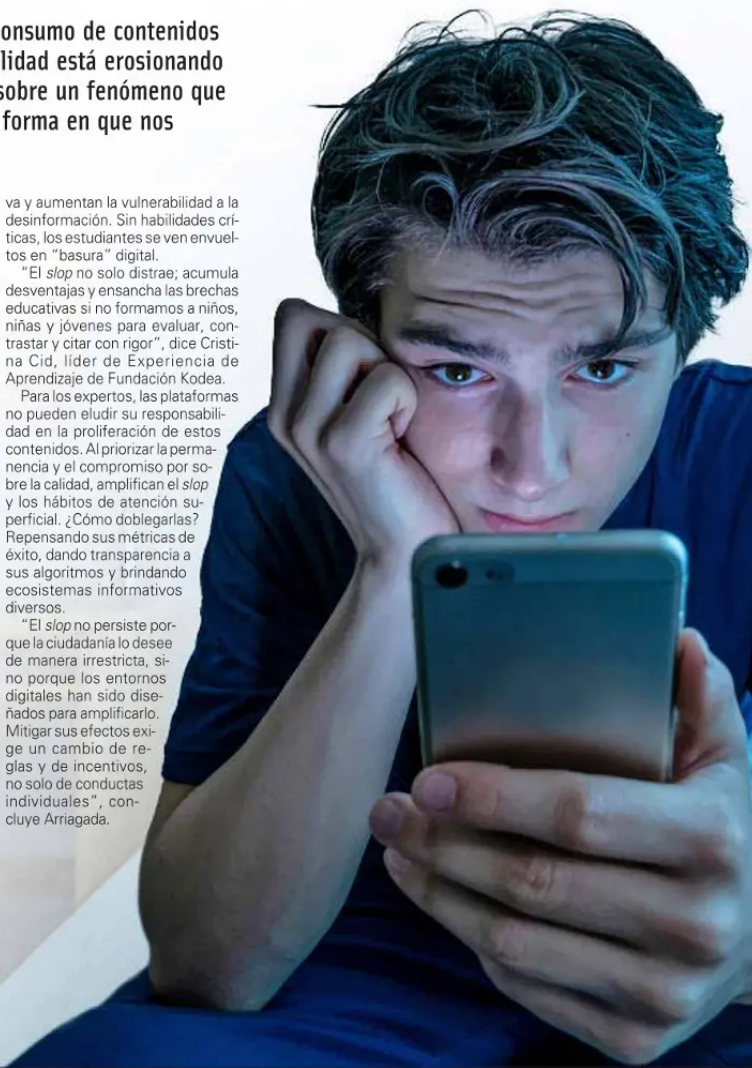 onsumo de contenidos
lidad está erosionando
sobre un fenómeno que
forma en que nos
va y aumentan la vulnerabilidad a la
desinformación. Sin habilidades crí-
ticas, los estudiantes se ven envuel-
tos en “basura” digital.
“El slop no solo distrae; acumula
desventajas y ensancha las brechas
educativas si no formamos a niños,
niñas y jóvenes para evaluar, con-
trastar y citar con rigor”, dice Cristi-
na Cid, líder de Experiencia de
Aprendizaje de Fundación Kodea.
Para los expertos, las plataformas
no pueden eludir su responsabili-
dad en la proliferación de estos
contenidos. Al priorizar la perma-
nencia y el compromiso por so-
bre la calidad, amplifican el slop
y los hábitos de atención su-
perficial. ¿Cómo doblegarlas?
Repensando sus métricas de
éxito, dando transparencia a
sus algoritmos y brindando
ecosistemas informativos
diversos.
“El slop no persiste por-
que la ciudadanía lo desee
de manera irrestricta, si-
no porque los entornos
digitales han sido dise-
ñados para amplificarlo.
Mitigar sus efectos exi-
ge un cambio de re-
glas y de incentivos,
no solo de conductas
individuales”, con-
cluye Arriagada.